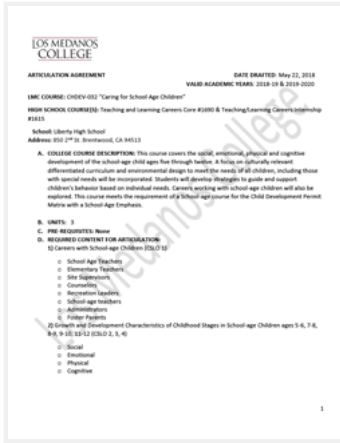 LOS MEDANOS
COLLEGE
ARTICULATION AGREEMENT DATE DRAFTED: May 22, 2018
VALID ACADEMIC YEARS: 2018-19 & 2019-2020
LMC COURSE: CHDEV-032 "Caring for School Age Children"
HIGH SCHOOL COURSE(S): Teaching and Learning Careers Core #1690 & Teaching/Learning Careers Internship
#1615
School: Liberty High School
Address: 850 2nd St. Brentwood, CA 94513
A. COLLEGE COURSE DESCRIPTION: This course covers the social, emotional, physical and cognitive
development of the school-age child ages five through twelve. A focus on culturally relevant
differentiated curriculum and environmental design to meet the needs of all children, including those
with special needs will be incorporated. Students will develop strategies to guide and support
children's behavior based on individual needs. Careers working with school-age children will also be
explored. This course meets the requirement of a School-age course for the Child Development Permit
Matrix with a School-Age Emphasis.
B. UNITS: 3
C. PRE-REQUISITES: None
D. REQUIRED CONTENT FOR ARTICULATION:
1) Careers with School-age Children (CSLO 1)
o School Age Teachers
o Elementary Teachers
o Site Supervisors
o Counselors
o Recreation Leaders
o School-age teachers
o Administrators
o Foster Parents
2) Growth and Development Characteristics of Childhood Stages in School-age Children ages 5-6, 7-8,
8-9, 9-10, 11-12 (CSLO 2, 3, 4)
o Social
o Emotional
o Physical
o Cognitive
Los Medanos College
1